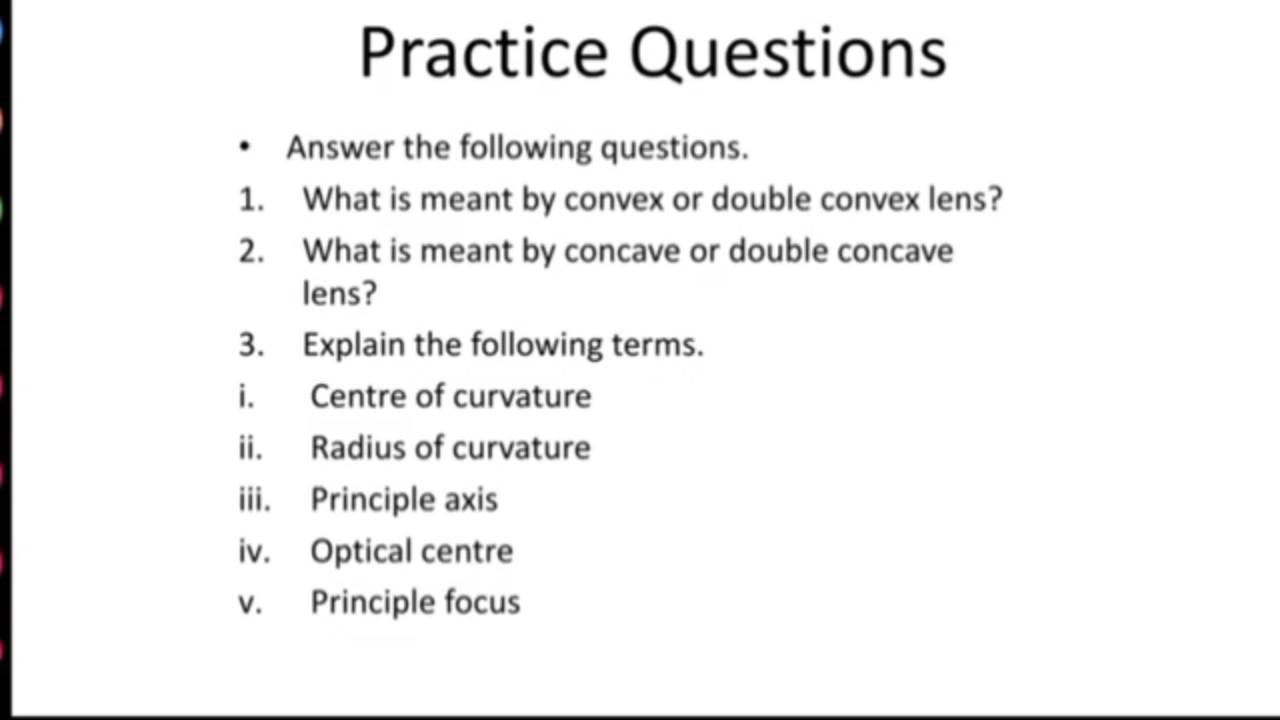 Practice Questions
• Answer the following questions.
1. What is meant by convex or double convex lens?
2. What is meant by concave or double concave
lens?
3. Explain the following terms.
i. Centre of curvature
ii. Radius of curvature
iii. Principle axis
iv. Optical centre
v. Principle focus